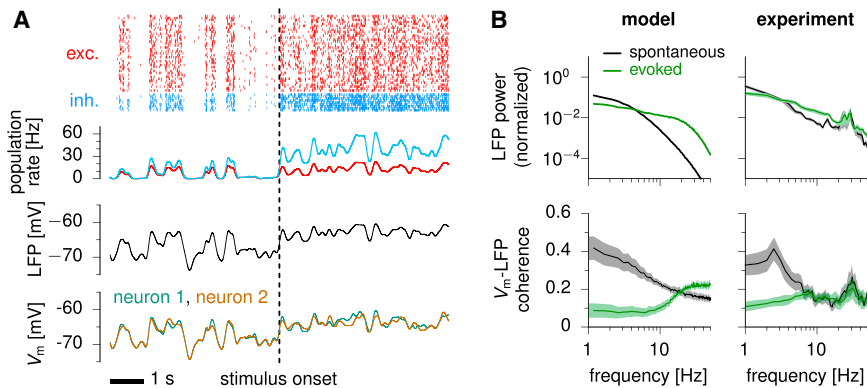 A
exc.
inh.
population
rate [Hz]
60
30
0
LFP [mV]
−60
−70
neuron 1, neuron 2
Vm [mV]
-60
-70
1 s
stimulus onset
B
model
experiment
spontaneous
evoked
LFP power
(normalized)
10⁰
10⁻²
10⁻⁴
Vm-LFP
coherence
0.6
0.4
0.2
0
1
10
1
10
frequency [Hz]
frequency [Hz]